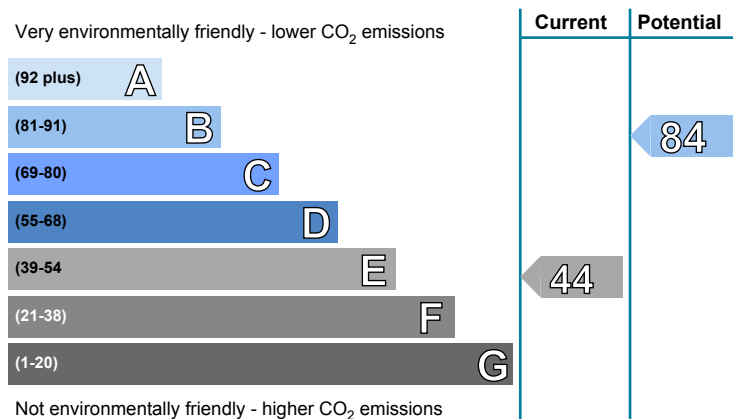 Current Potential
Very environmentally friendly - lower CO₂ emissions
(92 plus) A
(81-91) B
84
(69-80) C
(55-68) D
(39-54 E
44
(21-38) F
(1-20) G
Not environmentally friendly - higher CO₂ emissions